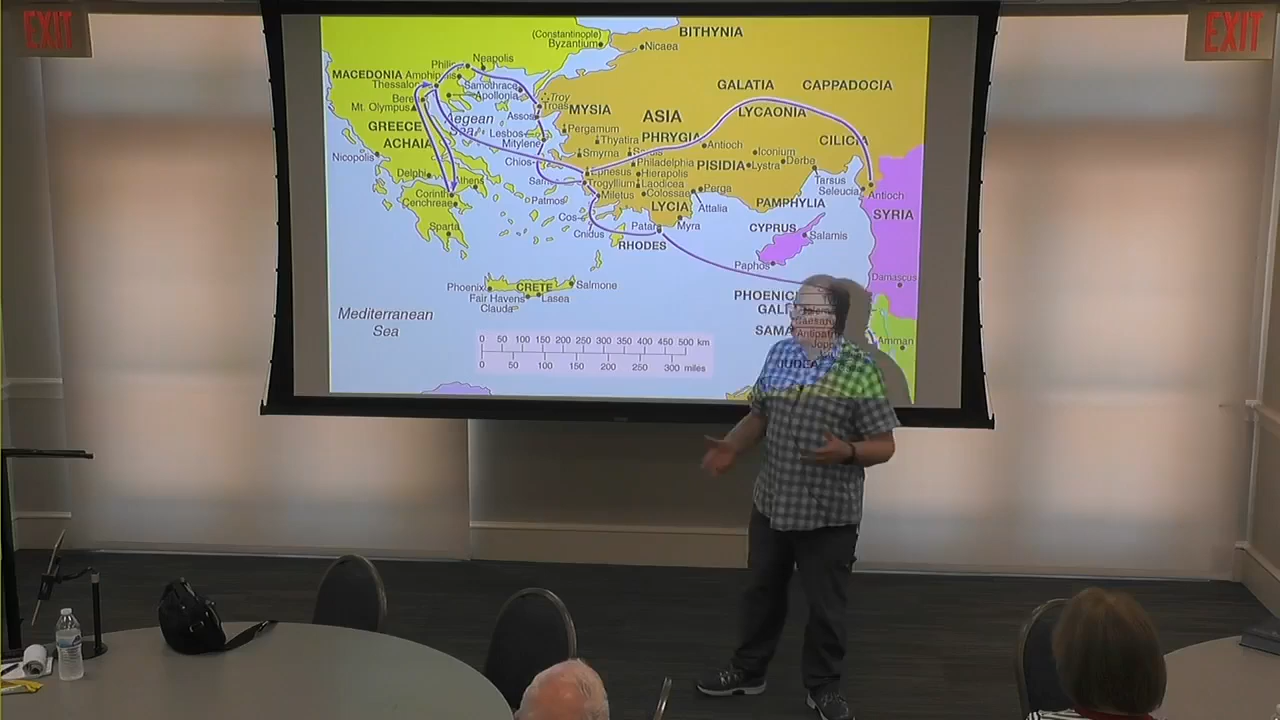 EXIT
EXIT
BITHYNIA
(Constantinople)
Byzantium
Nicaea
Neapolis
MACEDONIA
GALATIA
CAPPADOCIA
Samothrace
Apollonia
Troy
Troas
MYSIA
ASIA
LYCAONIA
Mt. Olympus
Aegean
Sea
Assos
GREECE
ACHAIA
Lesbos
Mitylene
Pergamum
Thyatira
PHRYGIA
Antioch
Iconium
Nicopolis
Chios
Smyrna
Philadelphia
PISIDIA
Lystra
Derbe
Delphi
Athens
Ephesus
Hierapolis
Tarsus
Trogyllium
Laodicea
Seleucia
Antioch
Corinth
Cenchreae
Patmos
Miletus
Colossae
Perga
Attalia
PAMPHYLIA
SYRIA
LYCIA
Sparta
Cos
Cnidus
Patara
Myra
CYPRUS
Salamis
RHODES
Paphos
Damascus
Phoenix
CRETE
Salmone
Fair Havens
Lasea
Clauda
Mediterranean
Sea
Amman
JUDEA
0 50 100 150 200 250 300 350 400 450 500 km
0 50 100 150 200 250 300 miles